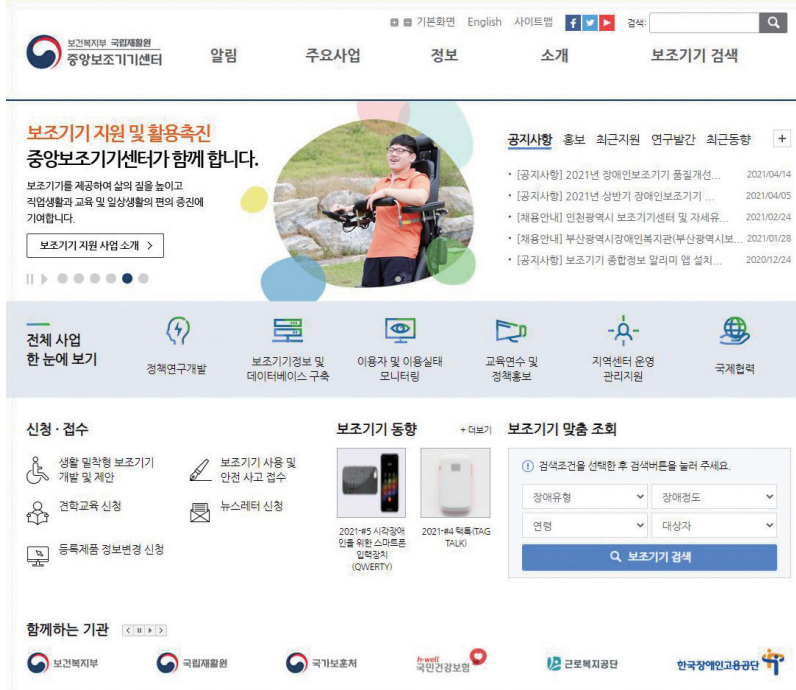 기본화면 English 사이트맵 검색:
보건복지부 국립재활원
중앙보조기기센터
알림 주요사업 정보 소개 보조기기 검색
보조기기 지원 및 활용촉진
중앙보조기기센터가 함께 합니다.
보조기기를 제공하여 삶의 질을 높이고
직업생활과 교육 및 일상생활의 편의 증진에
기여합니다.
보조기기 지원 사업 소개 >
공지사항 홍보 최근지원 연구발간 최근동향 +
· [공지사항] 2021년 장애인보조기기 품질개선... 2021/04/14
· [공지사항] 2021년 상반기 장애인보조기기 ... 2021/04/05
· [채용안내] 인천광역시 보조기기센터 및 자세유... 2021/02/24
· [채용안내] 부산광역시장애인복지관(부산광역시보... 2021/01/28
· [공지사항] 보조기기 종합정보 알리미 앱 설치... 2020/12/24
전체 사업
한 눈에 보기
정책연구개발
보조기기정보 및
데이터베이스 구축
이용자 및 이용실태
모니터링
교육연수 및
정책홍보
지역센터 운영
관리지원
국제협력
신청 · 접수
생활 밀착형 보조기기
개발 및 제안
보조기기 사용 및
안전 사고 접수
견학교육 신청
뉴스레터 신청
등록제품 정보변경 신청
보조기기 동향 + 더보기
2021-#5 시각장애
인을 위한 스마트폰
입력장치
(QWERTY)
2021-#4 택톡(TAG
TALK)
보조기기 맞춤 조회
검색조건을 선택한 후 검색버튼을 눌러 주세요.
장애유형 장애정도
연령 대상자
보조기기 검색
함께하는 기관
보건복지부 국립재활원 국가보훈처
h-well
국민건강보험
근로복지공단
한국장애인고용공단